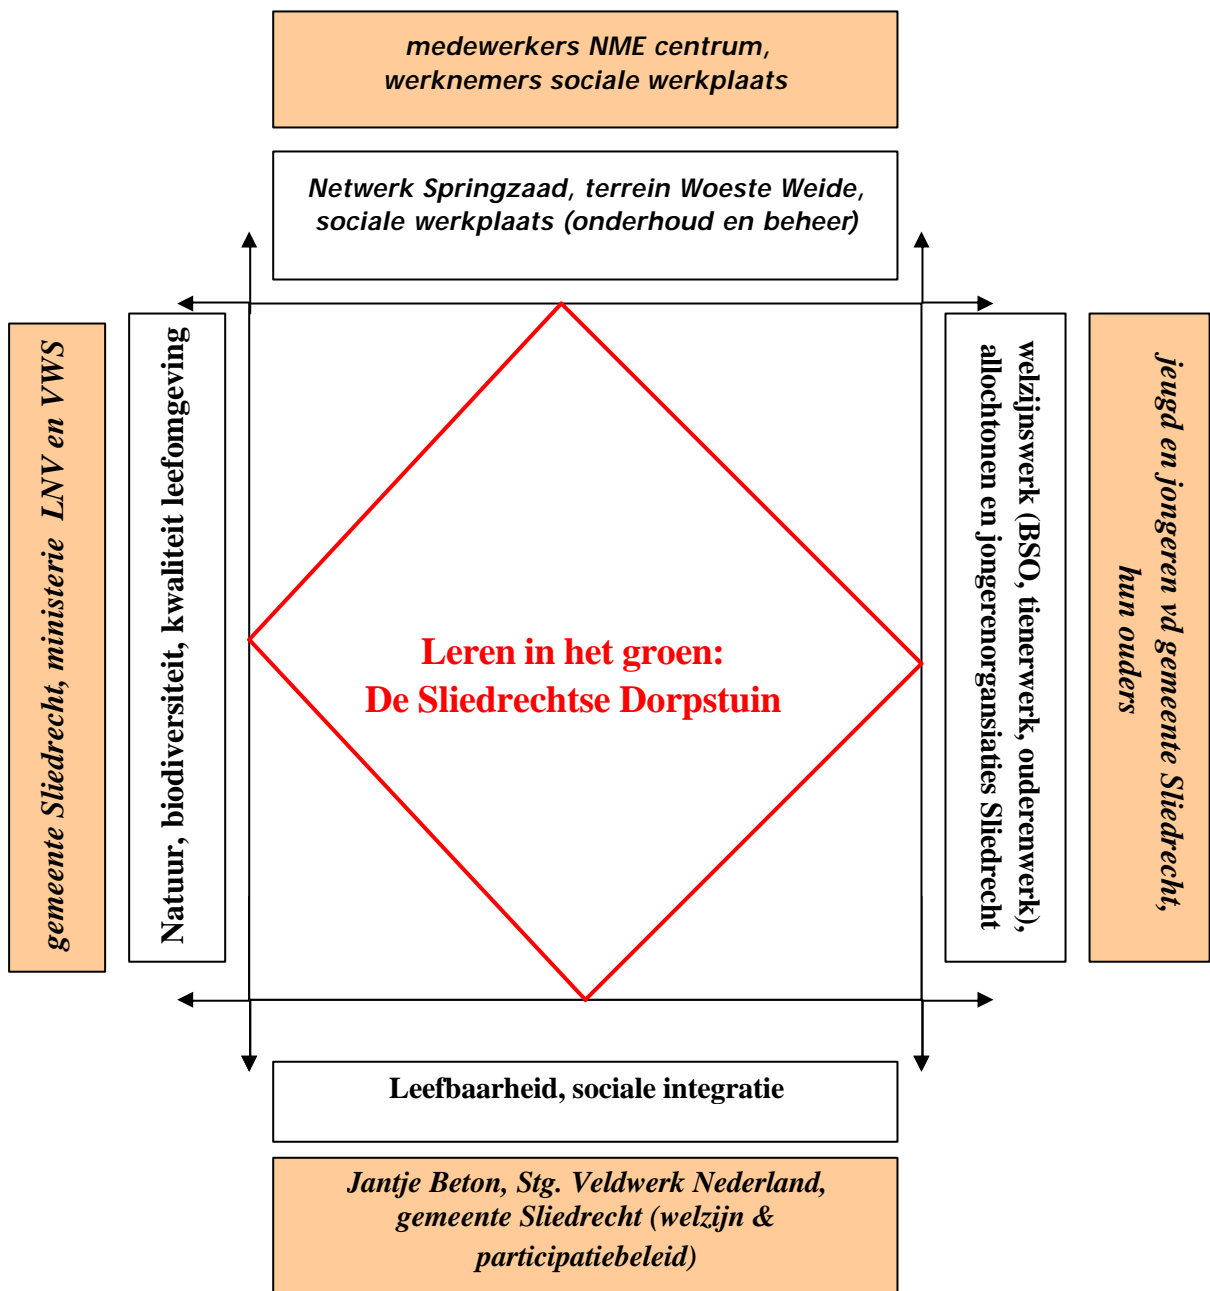 medewerkers NME centrum,
werknemers sociale werkplaats
Netwerk Springzaad, terrein Woeste Weide,
sociale werkplaats (onderhoud en beheer)
gemeente Sliedrecht, ministerie LNV en VWS
Natuur, biodiversiteit, kwaliteit leefomgeving
Leren in het groen:
De Sliedrechtse Dorpstuin
welzijnswerk (BSO, tienerwerk, ouderenwerk),
allochtonen en jongerenorgansiaties Sliedrecht
jeugd en jongeren vd gemeente Sliedrecht,
hun ouders
Leefbaarheid, sociale integratie
Jantje Beton, Stg. Veldwerk Nederland,
gemeente Sliedrecht (welzijn &
participatiebeleid)